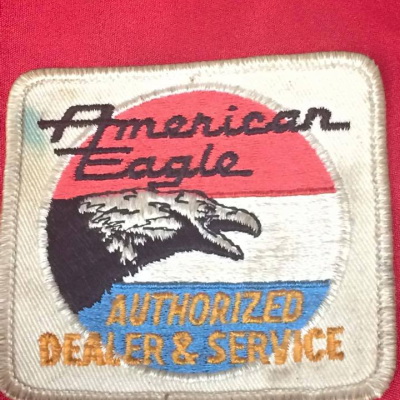 American
Eagle
AUTHORIZED
DEALER & SERVICE